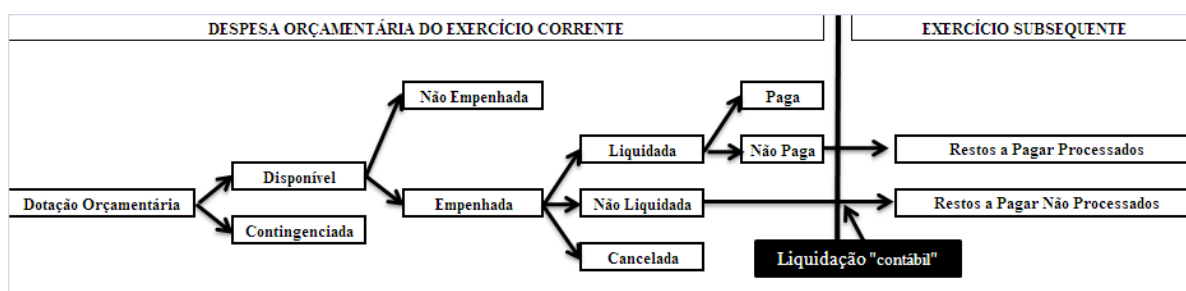 DESPESA ORÇAMENTÁRIA DO EXERCÍCIO CORRENTE
EXERCÍCIO SUBSEQUENTE
Não Empenhada
Paga
Liquidada
Não Paga
Restos a Pagar Processados
Disponível
Dotação Orçamentária
Empenhada
Não Liquidada
Restos a Pagar Não Processados
Contingenciada
Cancelada
Liquidação "contábil"